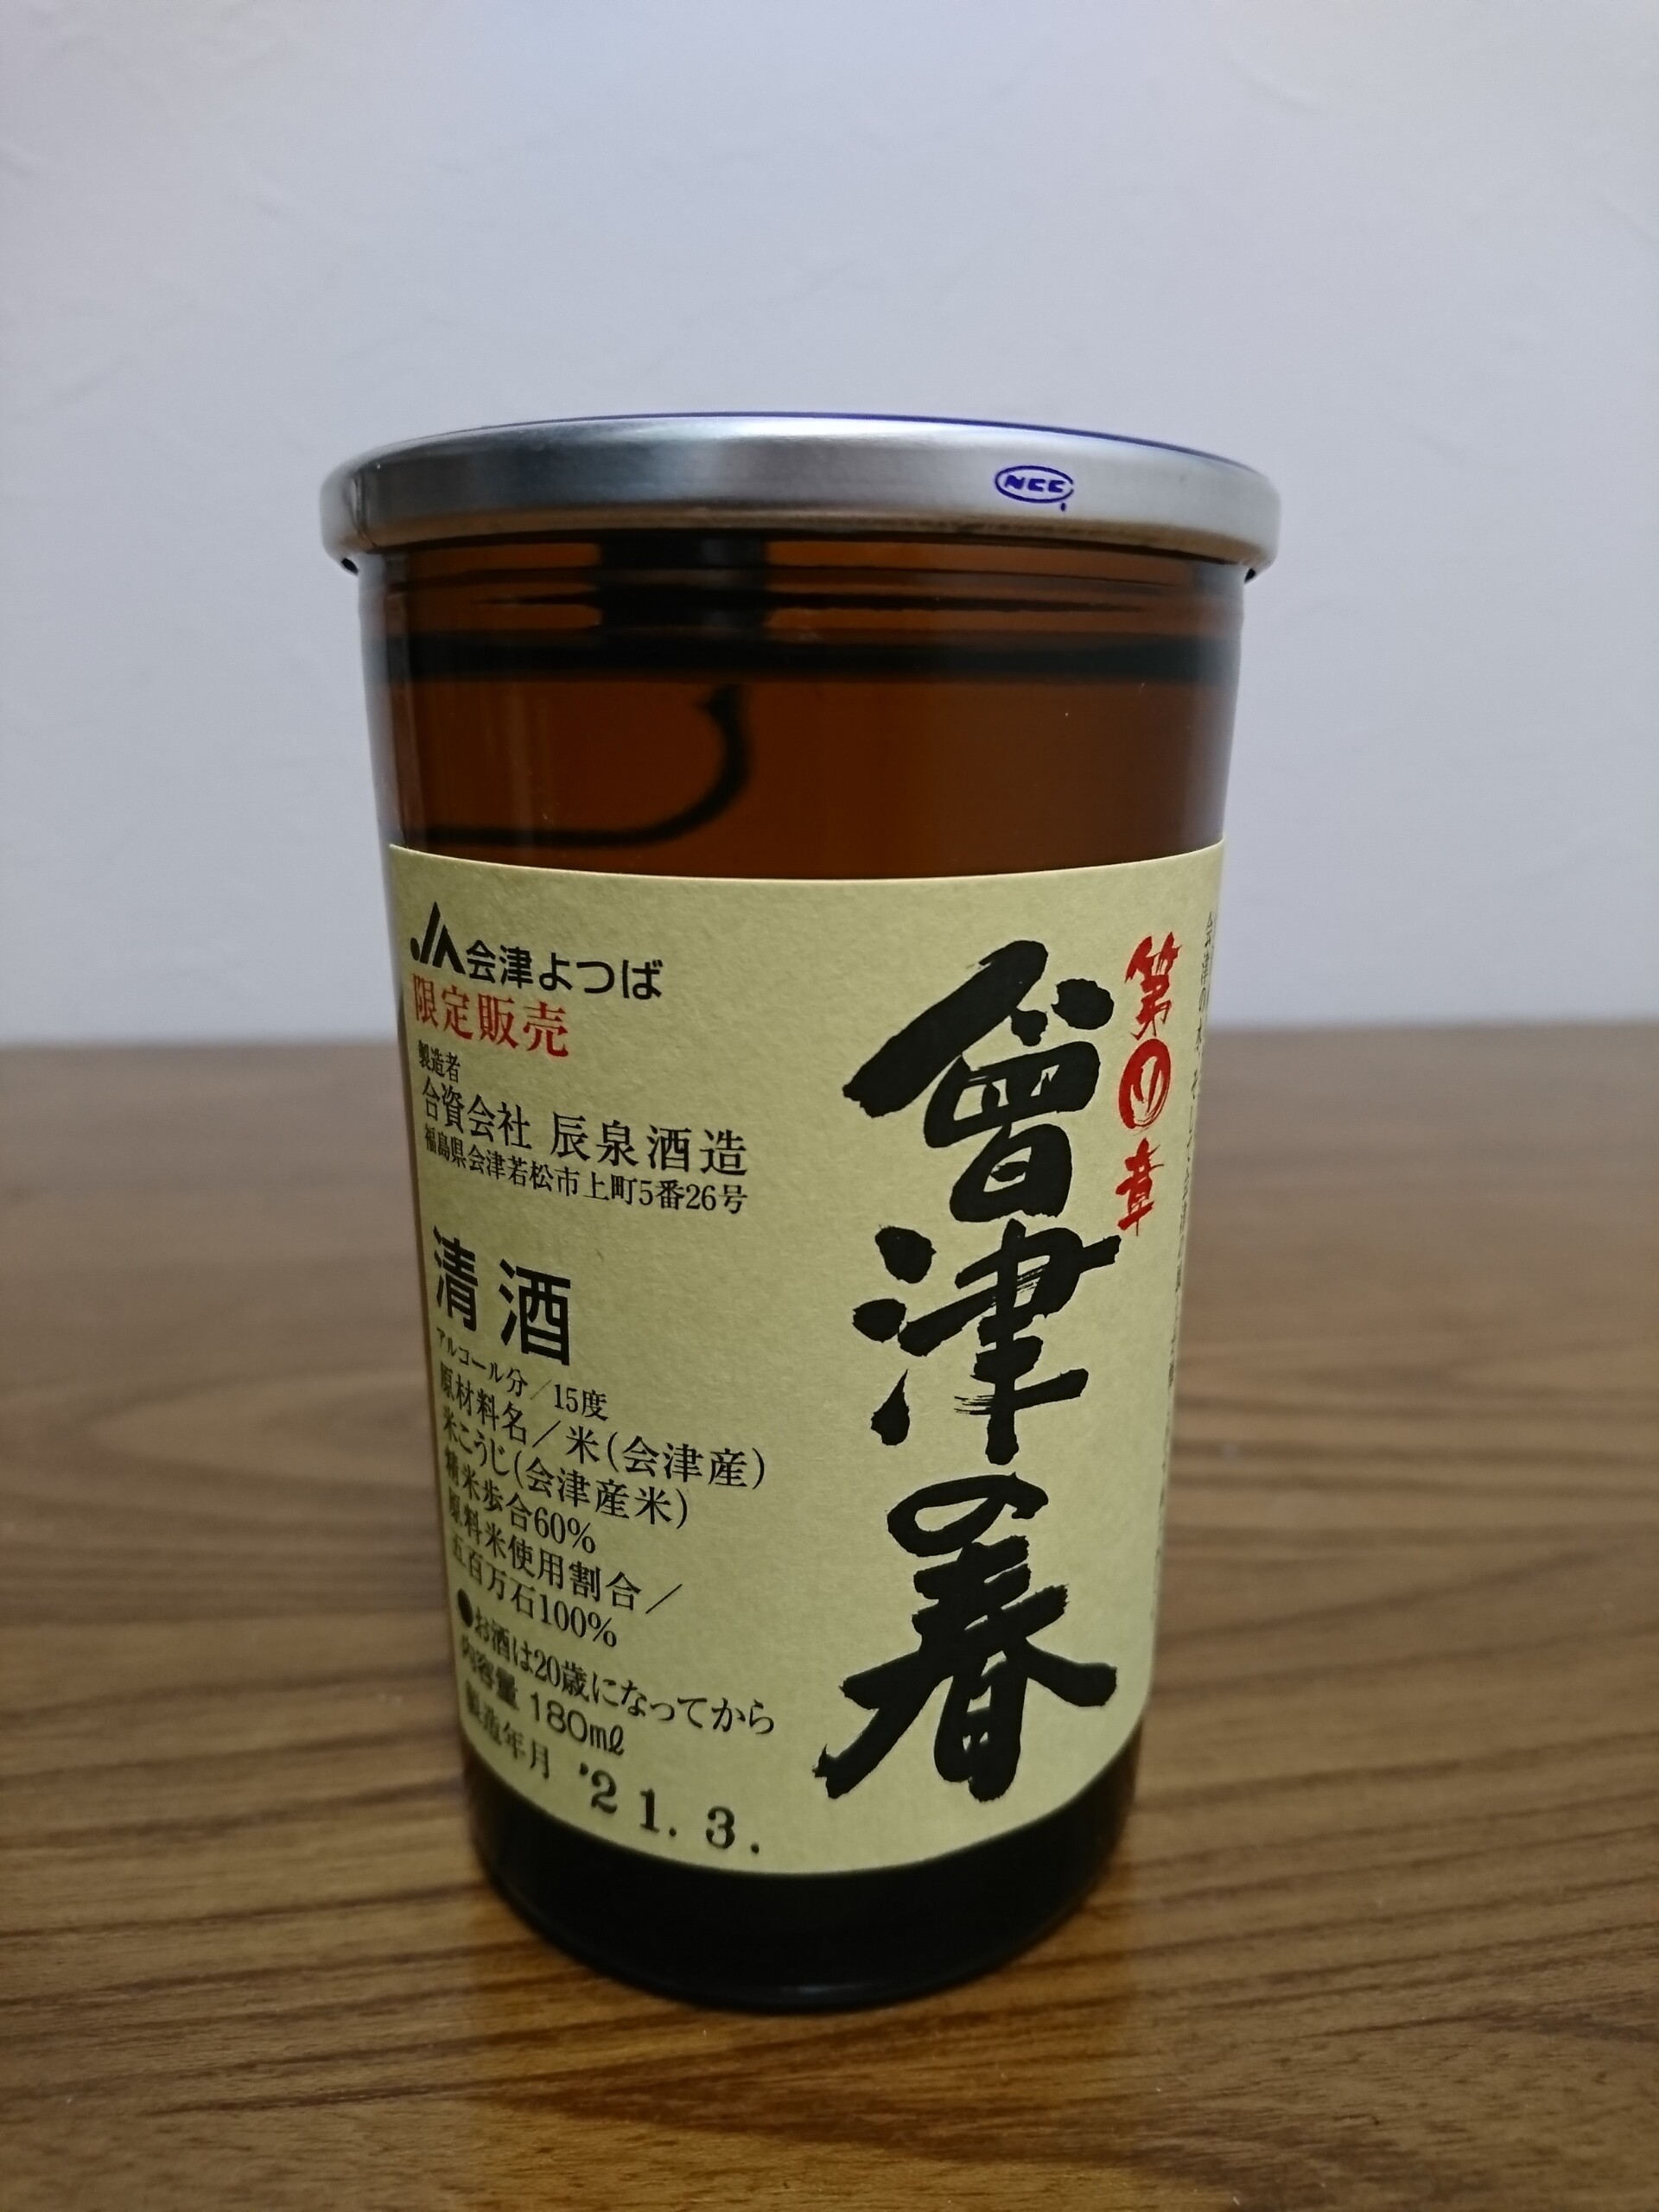 NCC
JA会津よつば
限定販売
製造者
合資会社 辰泉酒造
福島県会津若松市上町5番26号
清酒
アルコール分／15度
原材料名／米(会津産)
米こうじ(会津産米)
精米歩合60%
原料米使用割合／
五百万石100%
●お酒は20歳になってから
内容量 180㎖
製造年月 '21.3.
第
章
會津の春